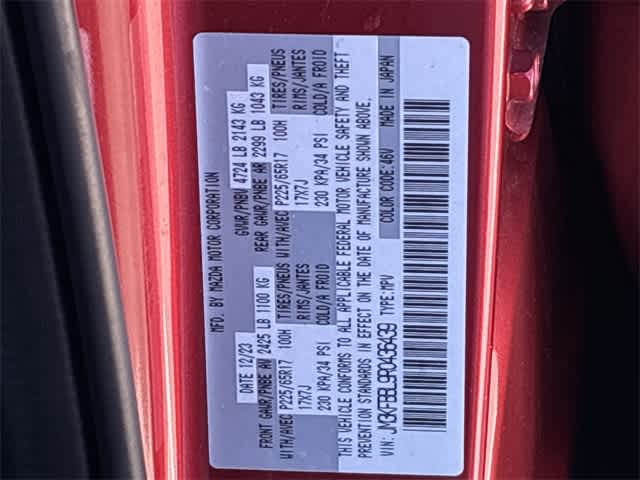 MFD. BY MAZDA MOTOR CORPORATION
DATE 12/23 GVWR/PNBV 4724 LB 2143 KG
FRONT GAWR/PNBE AV 2425 LB 1100 KG REAR GAWR/PNBE AR 2299 LB 1043 KG
WITH/AVEC P225/65R17 100H TIRES/PNEUS WITH/AVEC P225/65R17 100H TIRES/PNEUS
17X7J RIMS/JANTES 17X7J RIMS/JANTES
230 KPA/34 PSI COLD/A FROID 230 KPA/34 PSI COLD/A FROID
THIS VEHICLE CONFORMS TO ALL APPLICABLE FEDERAL MOTOR VEHICLE SAFETY AND THEFT
PREVENTION STANDARDS IN EFFECT ON THE DATE OF MANUFACTURE SHOWN ABOVE.
VIN: JM3KFBBL9R0436439 TYPE: MPV COLOR CODE: 46V MADE IN JAPAN